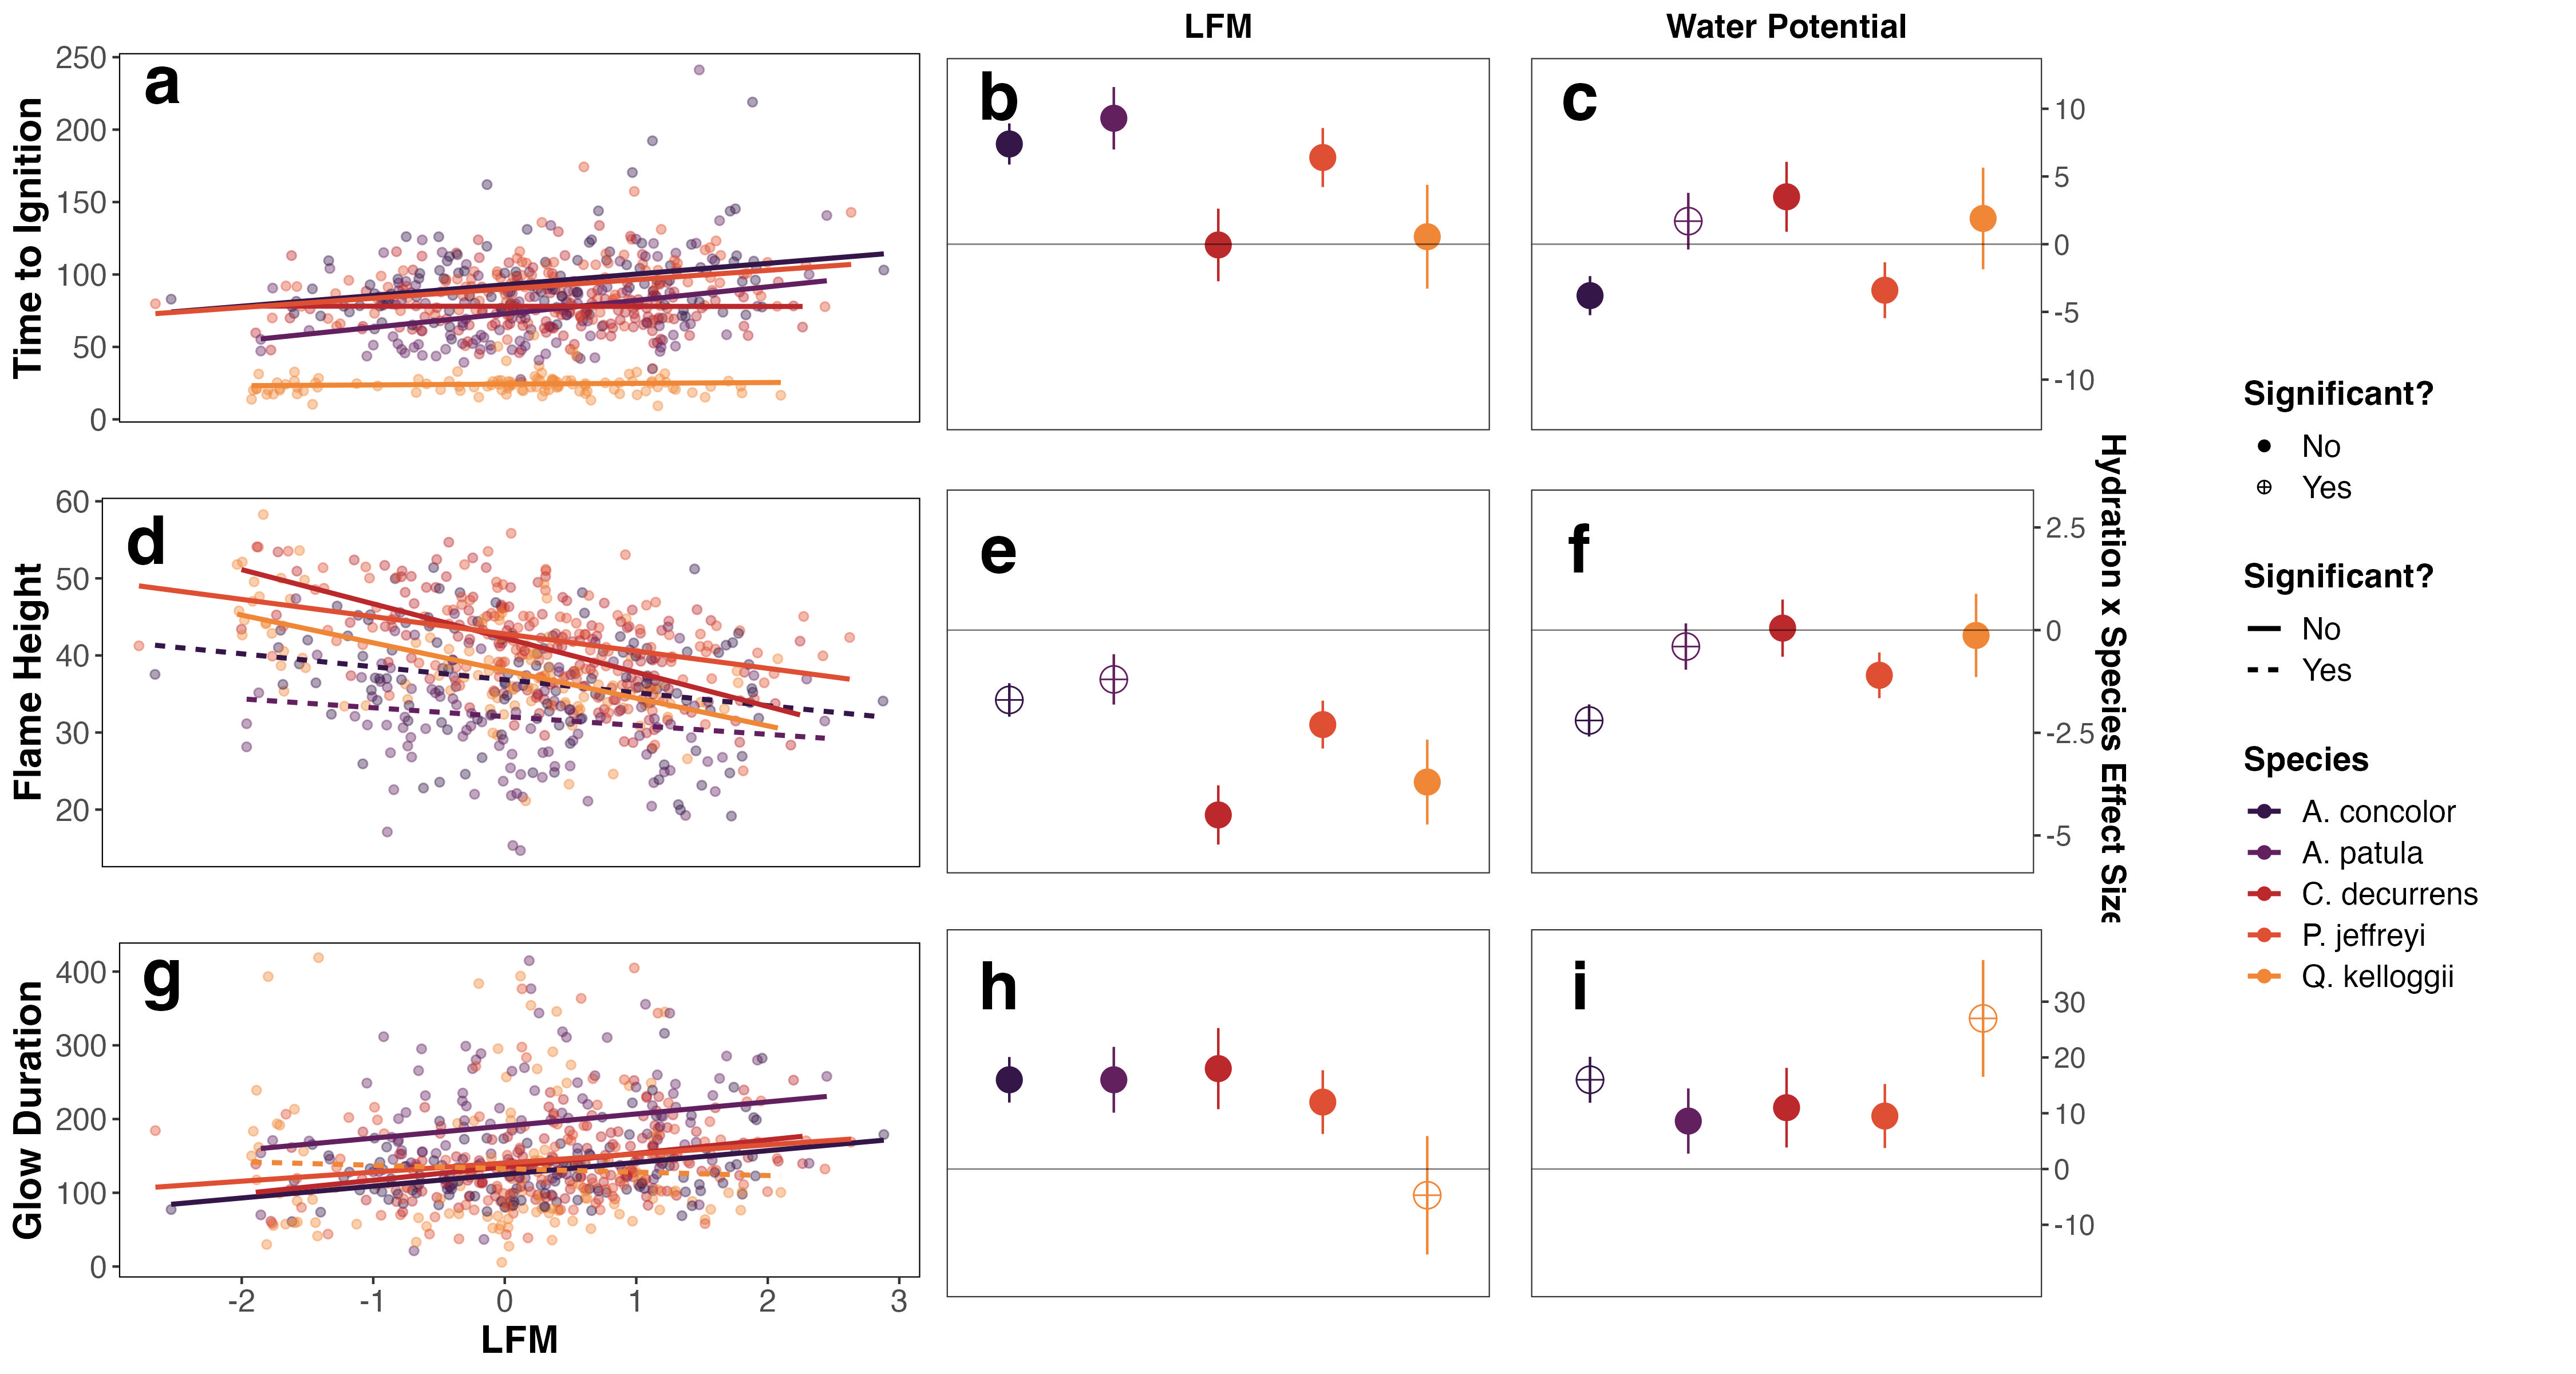 LFM
Water Potential
a
b
c
Time to Ignition
250
200
150
100
50
0
10
5
0
-5
-10
d
e
f
Flame Height
60
50
40
30
20
2.5
0
-2.5
-5
Hydration x Species Effect Size
g
h
i
Glow Duration
400
300
200
100
0
30
20
10
0
-10
-2
-1
0
1
2
3
LFM
Significant?
No
Yes
Significant?
No
Yes
Species
A. concolor
A. patula
C. decurrens
P. jeffreyi
Q. kelloggii